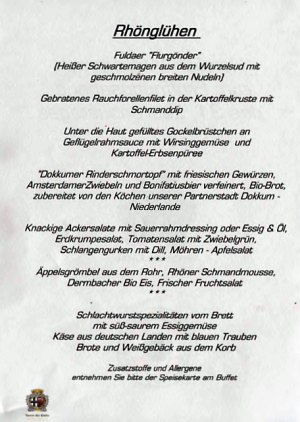 Rhönglühen
Fuldaer "Flurgönder"
(Heißer Schwartemagen aus dem Wurzelsud mit
geschmolzenen breiten Nudeln)
Gebratenes Rauchforellenfilet in der Kartoffelkruste mit
Schmanddip
Unter die Haut gefülltes Gockelbrüstchen an
Geflügelrahmsauce mit Wirsinggemüse und
Kartoffel-Erbsenpüree
"Dokkumer Rinderschmortopf" mit friesischen Gewürzen,
AmsterdamerZwiebeln und Bonifatiusbier verfeinert, Bio-Brot,
zubereitet von den Köchen unserer Partnerstadt Dokkum -
Niederlande
Knackige Ackersalate mit Sauerrahmdressing oder Essig & Öl,
Erdkrumpesalat, Tomatensalat mit Zwiebelgrün,
Schlangengurken mit Dill, Möhren - Apfelsalat
***
Äppelsgrömbel aus dem Rohr, Rhöner Schmandmousse,
Dermbacher Bio Eis, Frischer Fruchtsalat
***
Schlachtwurstspezialitäten vom Brett
mit süß-saurem Essiggemüse
Käse aus deutschen Landen mit blauen Trauben
Brote und Weißgebäck aus dem Korb
Zusatzstoffe und Allergene
entnehmen Sie bitte der Speisekarte am Buffet